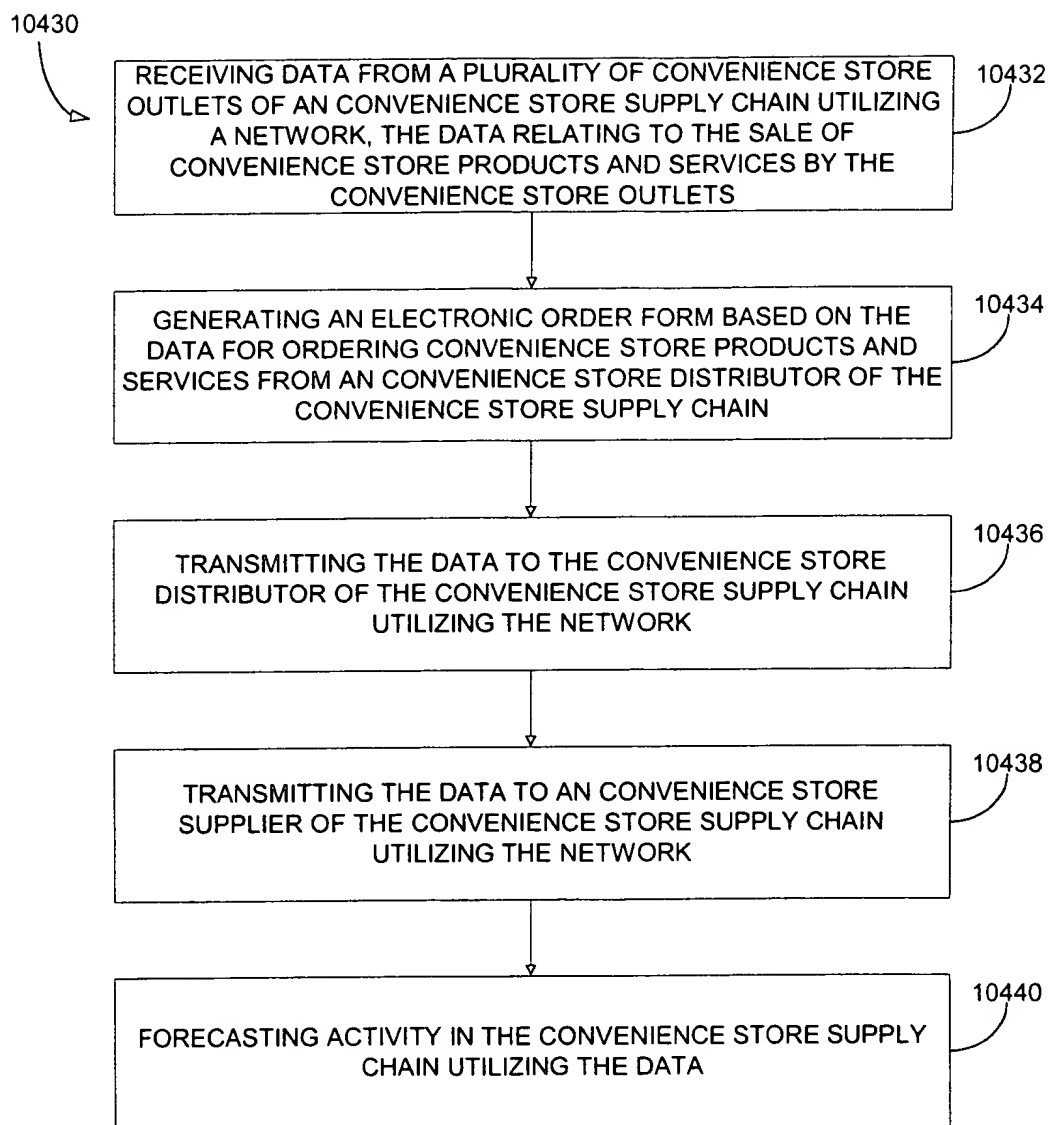 10430
RECEIVING DATA FROM A PLURALITY OF CONVENIENCE STORE
OUTLETS OF AN CONVENIENCE STORE SUPPLY CHAIN UTILIZING
A NETWORK, THE DATA RELATING TO THE SALE OF
CONVENIENCE STORE PRODUCTS AND SERVICES BY THE
CONVENIENCE STORE OUTLETS
10432
GENERATING AN ELECTRONIC ORDER FORM BASED ON THE
DATA FOR ORDERING CONVENIENCE STORE PRODUCTS AND
SERVICES FROM AN CONVENIENCE STORE DISTRIBUTOR OF THE
CONVENIENCE STORE SUPPLY CHAIN
10434
TRANSMITTING THE DATA TO THE CONVENIENCE STORE
DISTRIBUTOR OF THE CONVENIENCE STORE SUPPLY CHAIN
UTILIZING THE NETWORK
10436
TRANSMITTING THE DATA TO AN CONVENIENCE STORE
SUPPLIER OF THE CONVENIENCE STORE SUPPLY CHAIN
UTILIZING THE NETWORK
10438
FORECASTING ACTIVITY IN THE CONVENIENCE STORE SUPPLY
CHAIN UTILIZING THE DATA
10440